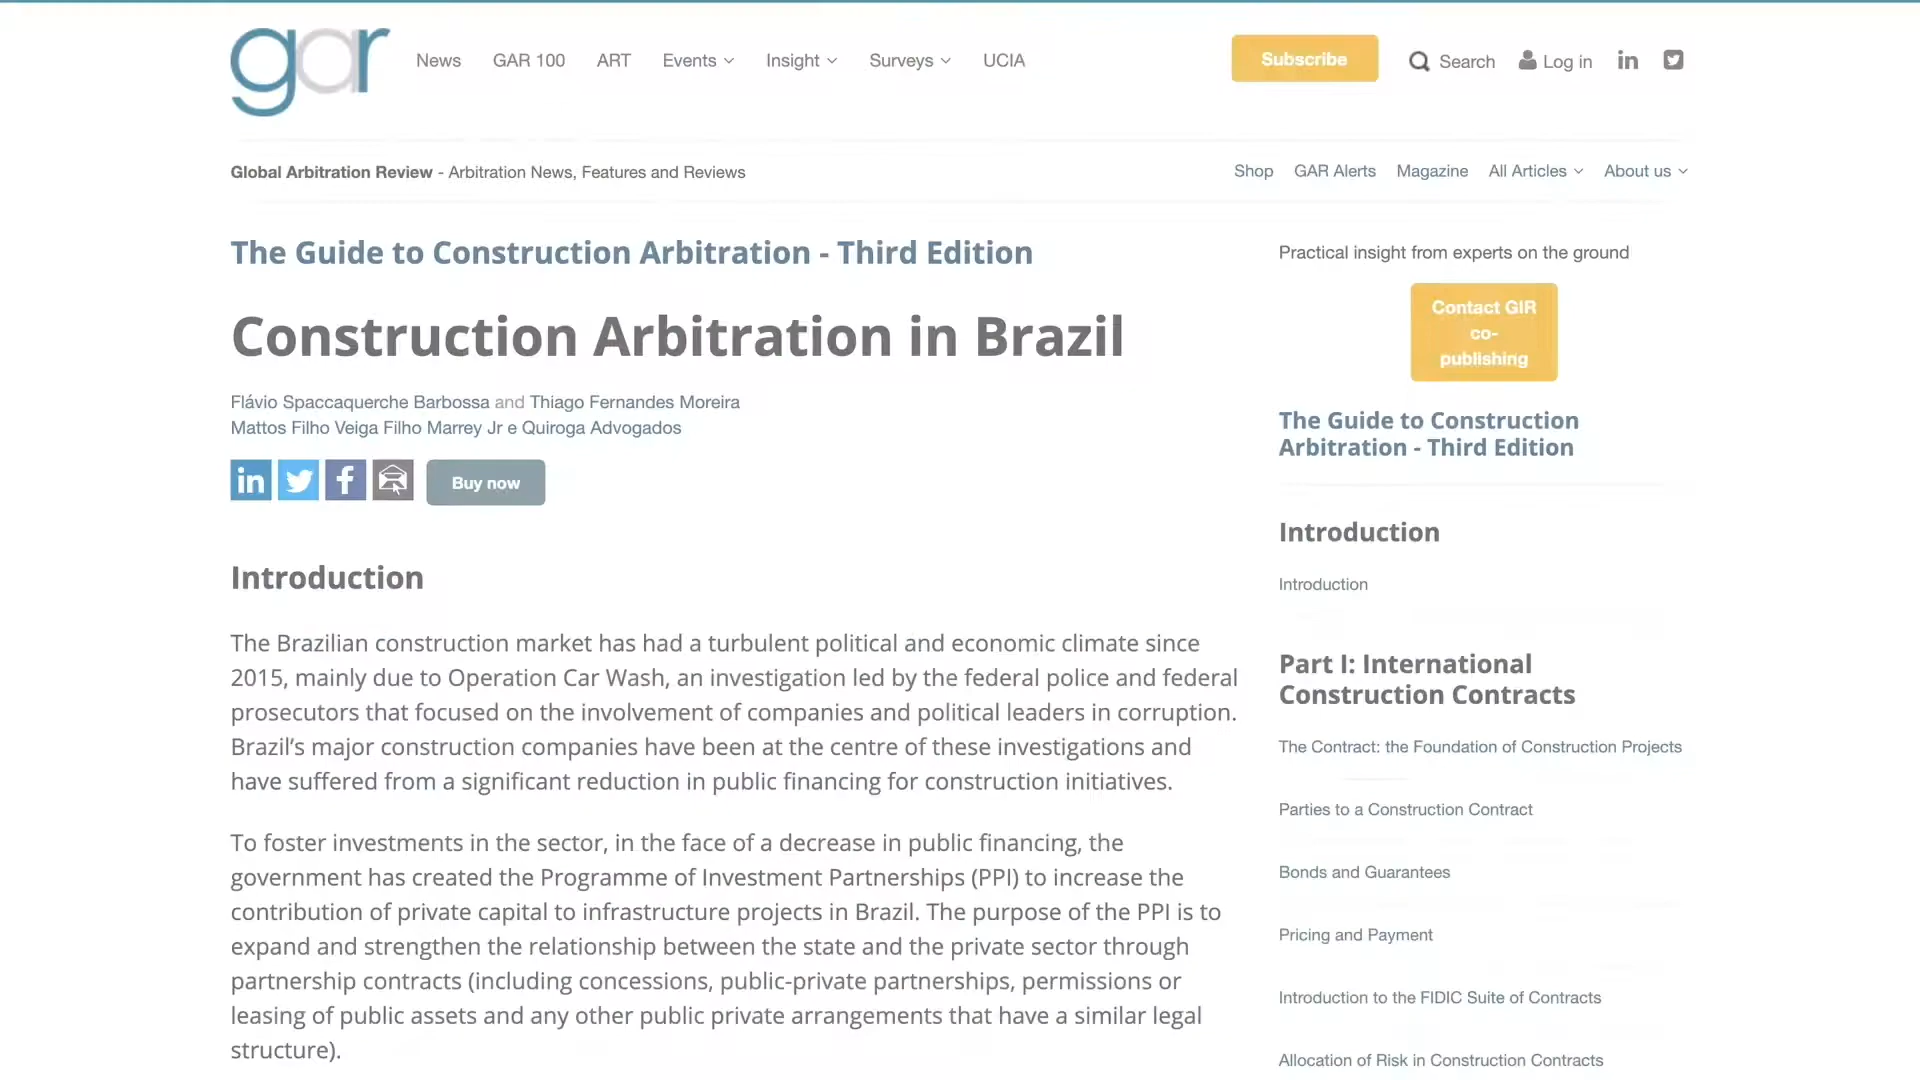 gar
News
GAR 100
ART
Events
Insight
Surveys
UCIA
Subscribe
Search
Log in
in
Global Arbitration Review - Arbitration News, Features and Reviews
Shop
GAR Alerts
Magazine
All Articles
About us
The Guide to Construction Arbitration - Third Edition
Construction Arbitration in Brazil
Flávio Spaccaquerche Barbossa and Thiago Fernandes Moreira
Mattos Filho Veiga Filho Marrey Jr e Quiroga Advogados
in
f
Buy now
Introduction
The Brazilian construction market has had a turbulent political and economic climate since
2015, mainly due to Operation Car Wash, an investigation led by the federal police and federal
prosecutors that focused on the involvement of companies and political leaders in corruption.
Brazil’s major construction companies have been at the centre of these investigations and
have suffered from a significant reduction in public financing for construction initiatives.
To foster investments in the sector, in the face of a decrease in public financing, the
government has created the Programme of Investment Partnerships (PPI) to increase the
contribution of private capital to infrastructure projects in Brazil. The purpose of the PPI is to
expand and strengthen the relationship between the state and the private sector through
partnership contracts (including concessions, public-private partnerships, permissions or
leasing of public assets and any other public private arrangements that have a similar legal
structure).
Practical insight from experts on the ground
Contact GIR
co-
publishing
The Guide to Construction
Arbitration - Third Edition
Introduction
Introduction
Part I: International
Construction Contracts
The Contract: the Foundation of Construction Projects
Parties to a Construction Contract
Bonds and Guarantees
Pricing and Payment
Introduction to the FIDIC Suite of Contracts
Allocation of Risk in Construction Contracts